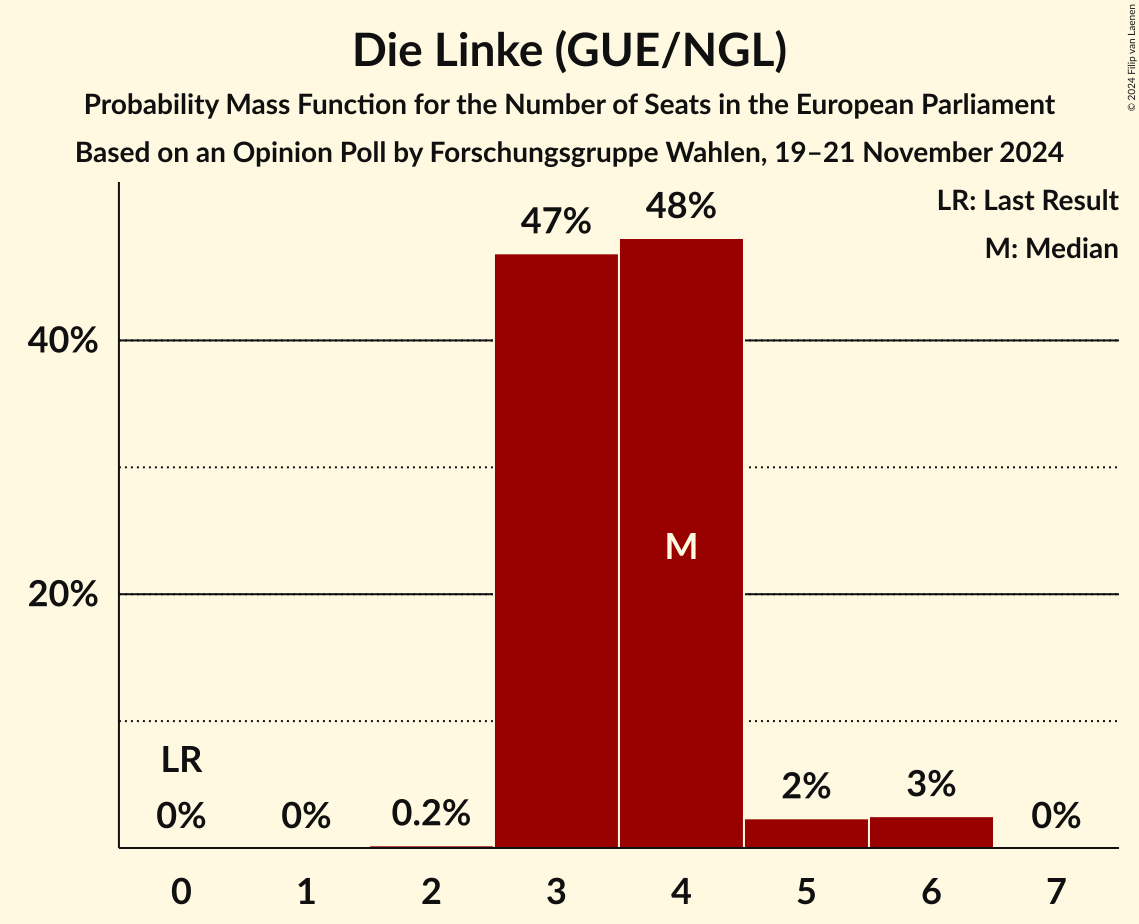 Die Linke (GUE/NGL)
Probability Mass Function for the Number of Seats in the European Parliament
Based on an Opinion Poll by Forschungsgruppe Wahlen, 19–21 November 2024
© 2024 Filip van Laenen
LR: Last Result
M: Median
47%
48%
40%
M
20%
LR
0%
0%
0.2%
2%
3%
0%
0 1 2 3 4 5 6 7